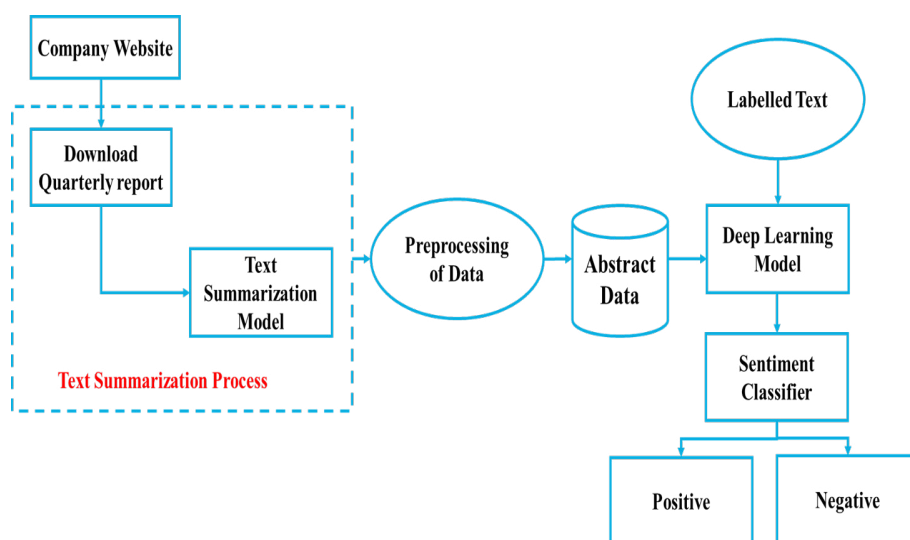 Company Website
Download
Quarterly report
Text
Summarization
Model
Text Summarization Process
Preprocessing
of Data
Abstract
Data
Labelled Text
Deep Learning
Model
Sentiment
Classifier
Positive
Negative